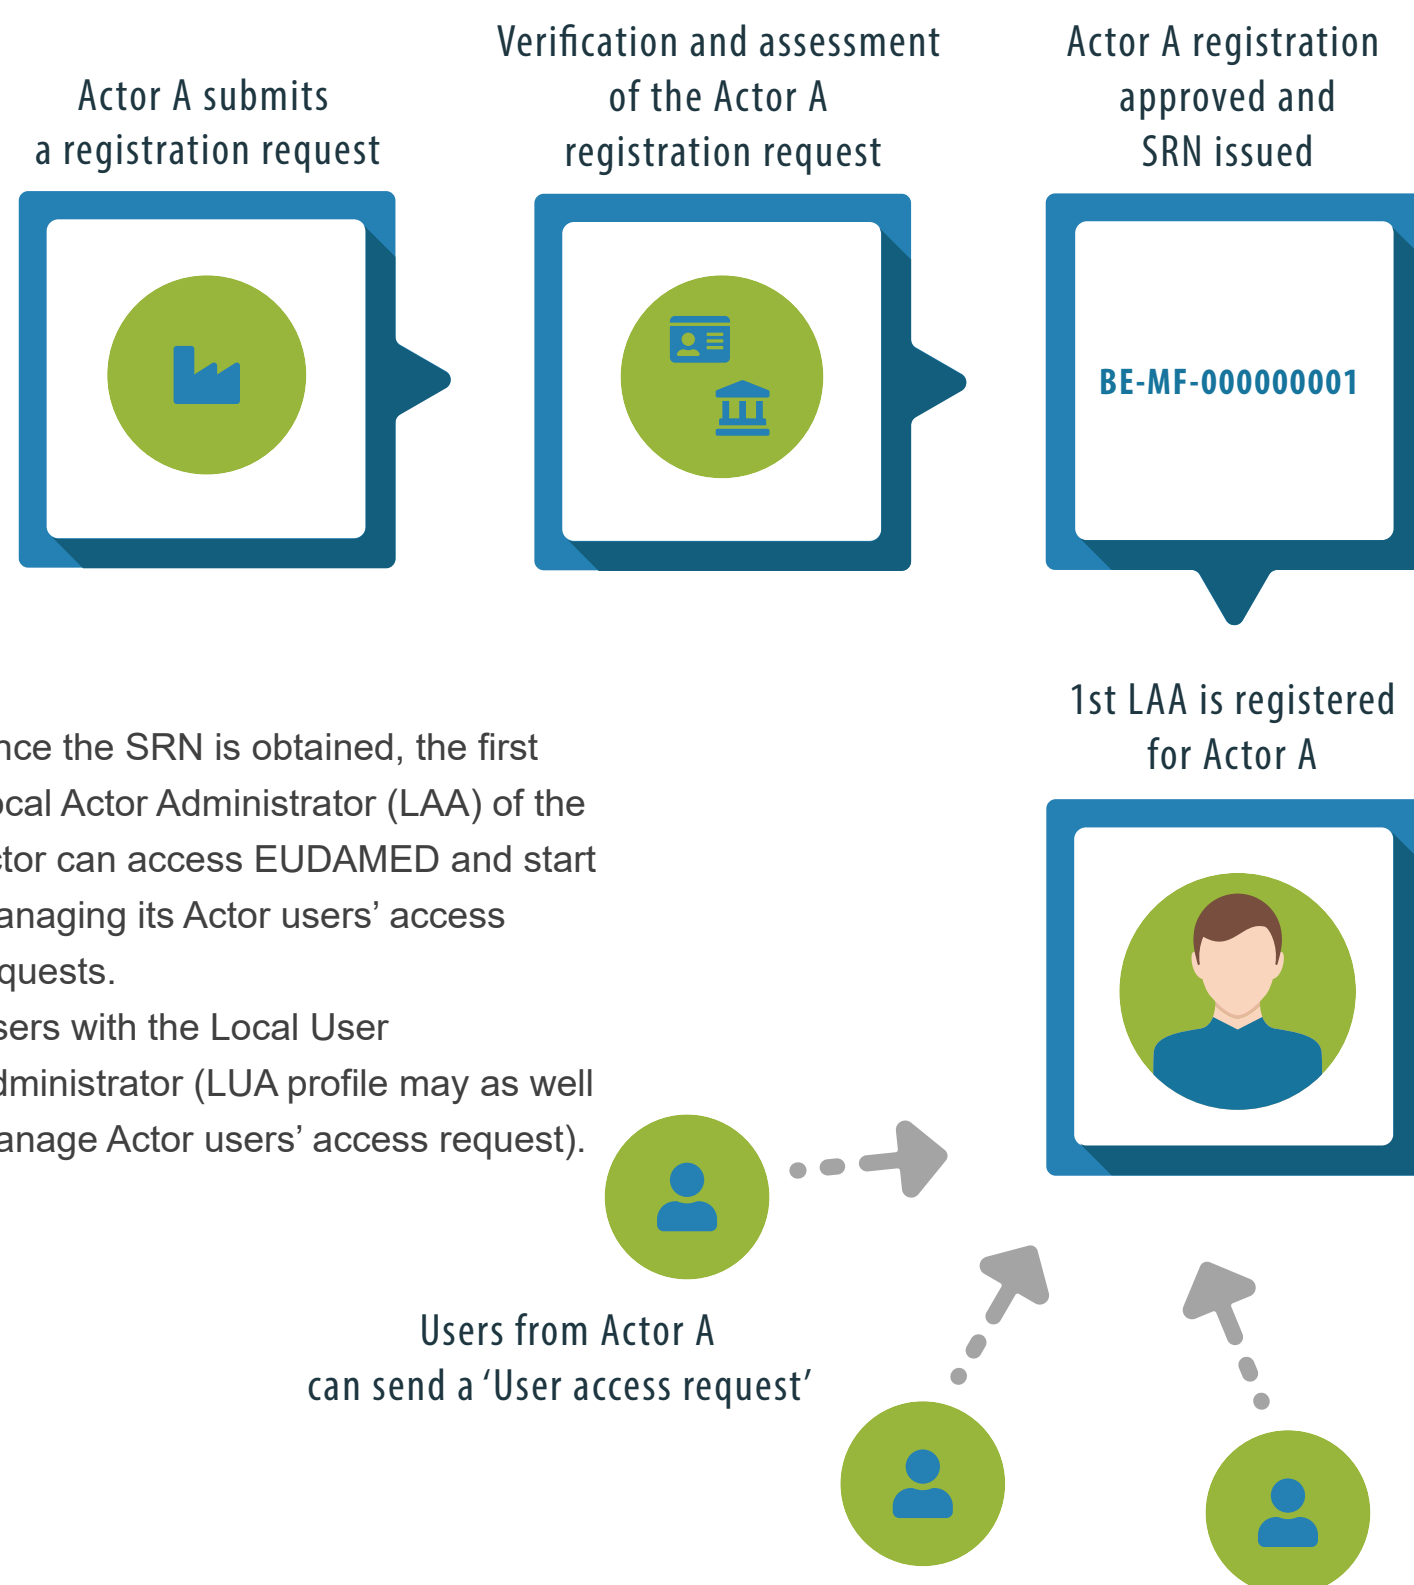 Actor A submits
a registration request
Verification and assessment
of the Actor A
registration request
Actor A registration
approved and
SRN issued
BE-MF-000000001
1st LAA is registered
for Actor A
nce the SRN is obtained, the first
ocal Actor Administrator (LAA) of the
ctor can access EUDAMED and start
anaging its Actor users’ access
quests.
sers with the Local User
dministrator (LUA profile may as well
anage Actor users’ access request).
Users from Actor A
can send a ‘User access request’